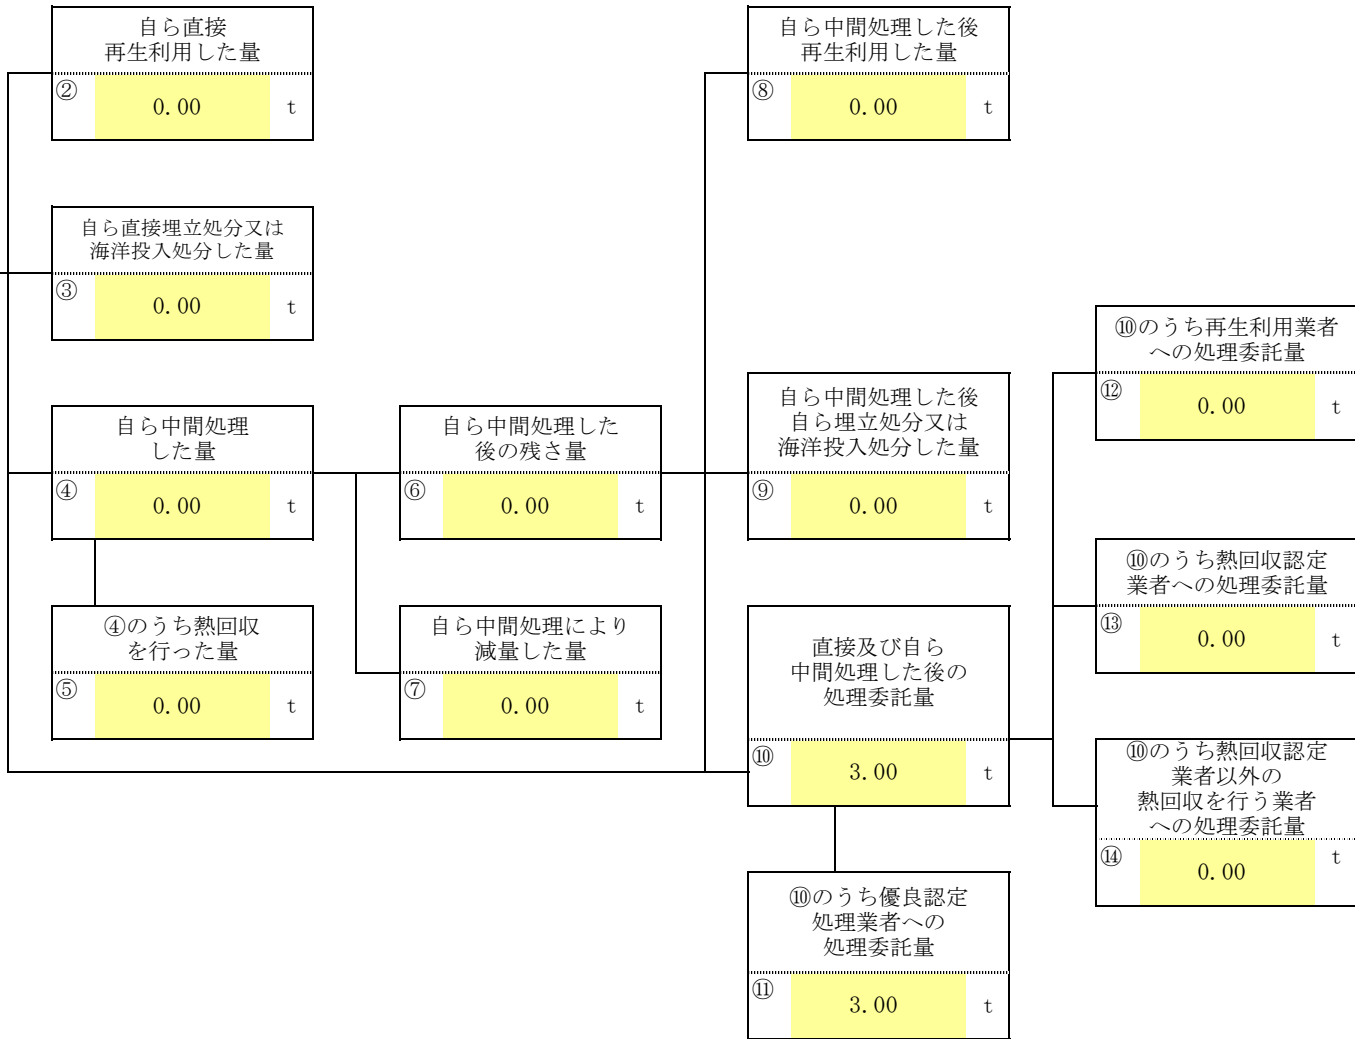 自ら直接
再生利用した量
② 0.00 t
自ら直接埋立処分又は
海洋投入処分した量
③ 0.00 t
自ら中間処理
した量
④ 0.00 t
④のうち熱回収
を行った量
⑤ 0.00 t
自ら中間処理した
後の残さ量
⑥ 0.00 t
自ら中間処理により
減量した量
⑦ 0.00 t
自ら中間処理した後
再生利用した量
⑧ 0.00 t
自ら中間処理した後
自ら埋立処分又は
海洋投入処分した量
⑨ 0.00 t
直接及び自ら
中間処理した後の
処理委託量
⑩ 3.00 t
⑩のうち優良認定
処理業者への
処理委託量
⑪ 3.00 t
⑩のうち再生利用業者
への処理委託量
⑫ 0.00 t
⑩のうち熱回収認定
業者への処理委託量
⑬ 0.00 t
⑩のうち熱回収認定
業者以外の
熱回収を行う業者
への処理委託量
⑭ 0.00 t